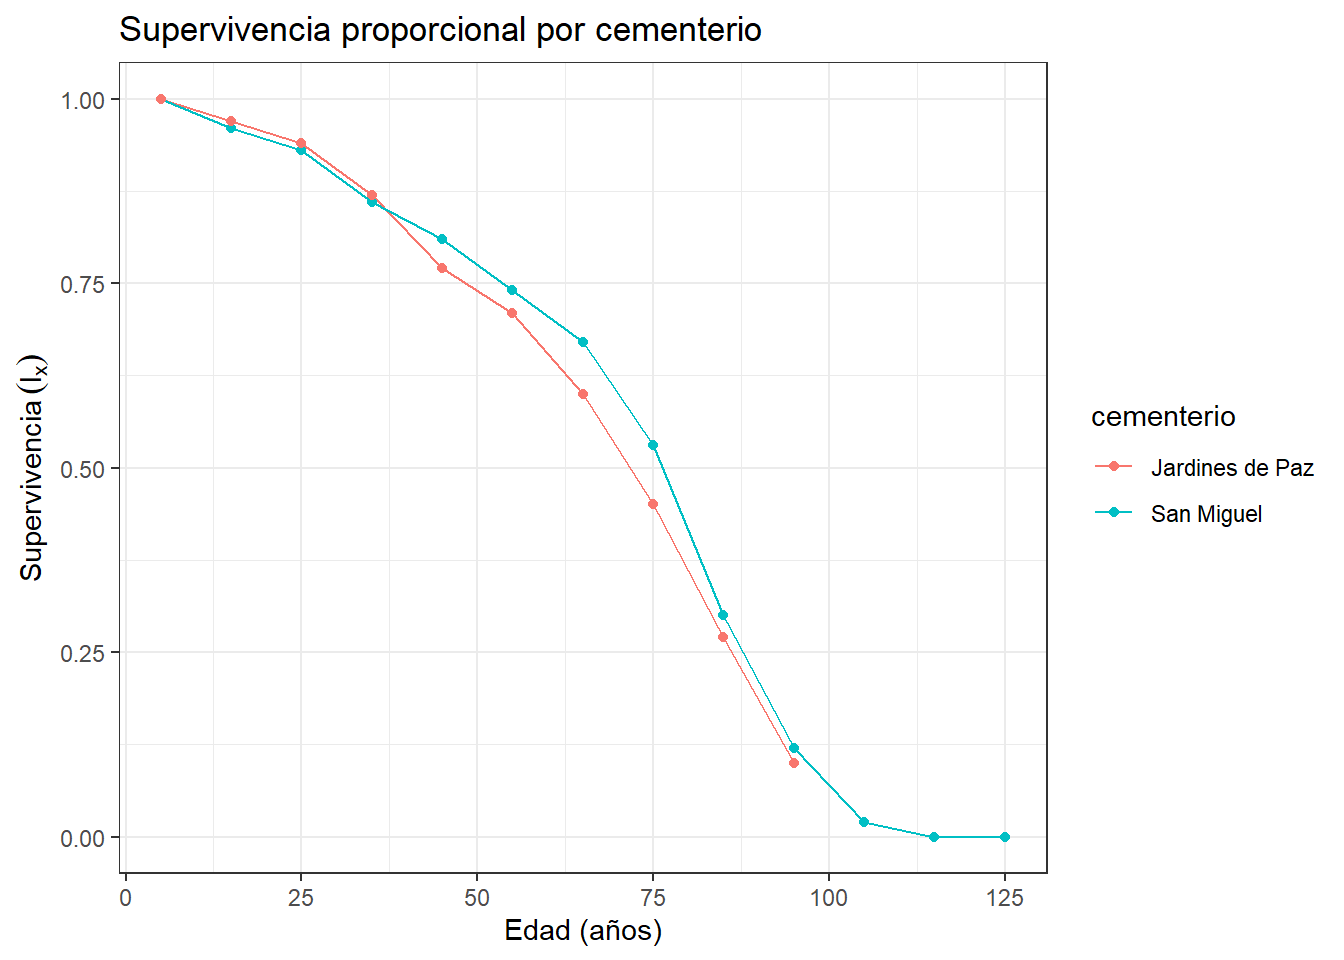 Supervivencia proporcional por cementerio
Supervivencia (lₓ)
1.00
0.75
0.50
0.25
0.00
0 25 50 75 100 125
Edad (años)
cementerio
Jardines de Paz
San Miguel